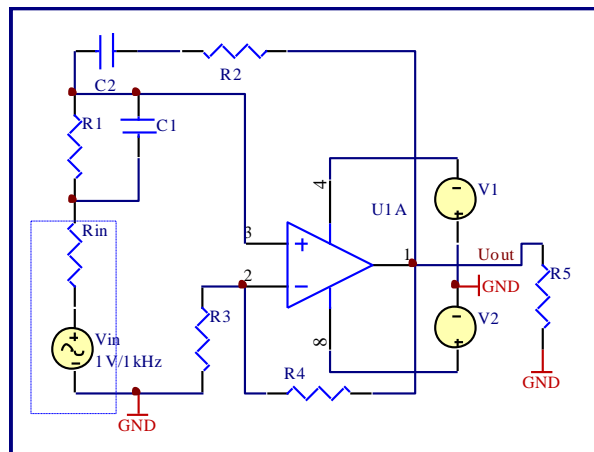 R2
C2
R1
C1
4
V1
U1A
Rin
3
1
Uout
2
GND
R5
R3
8
V2
Vin
1V/1kHz
R4
GND
GND